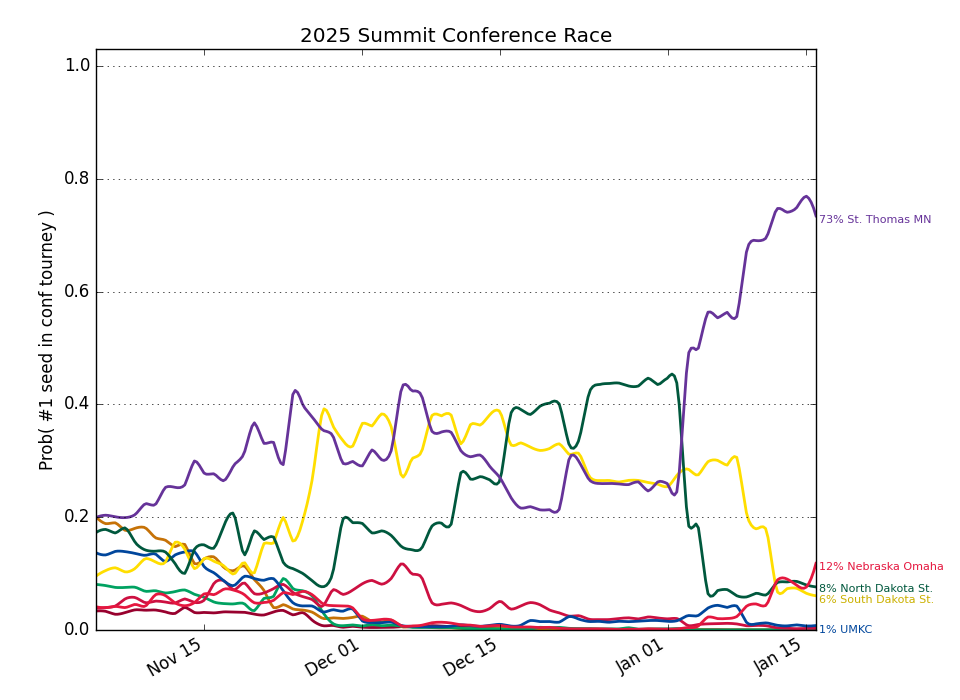 2025 Summit Conference Race
Prob( #1 seed in conf tourney )
1.0
0.8
0.6
0.4
0.2
0.0
73% St. Thomas MN
12% Nebraska Omaha
8% North Dakota St.
6% South Dakota St.
1% UMKC
Nov 15
Dec 01
Dec 15
Jan 01
Jan 15